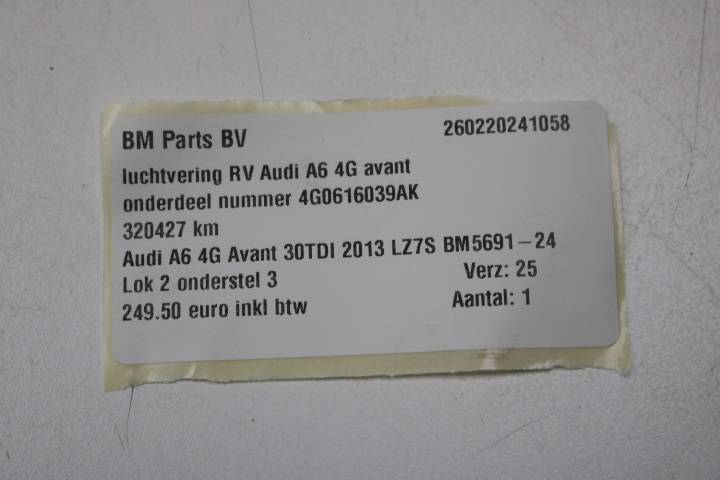 BM Parts BV 260220241058
luchtvering RV Audi A6 4G avant
onderdeel nummer 4G0616039AK
320427 km
Audi A6 4G Avant 30TDI 2013 LZ7S BM5691-24
Lok 2 onderstel 3 Verz: 25
249.50 euro inkl btw Aantal: 1